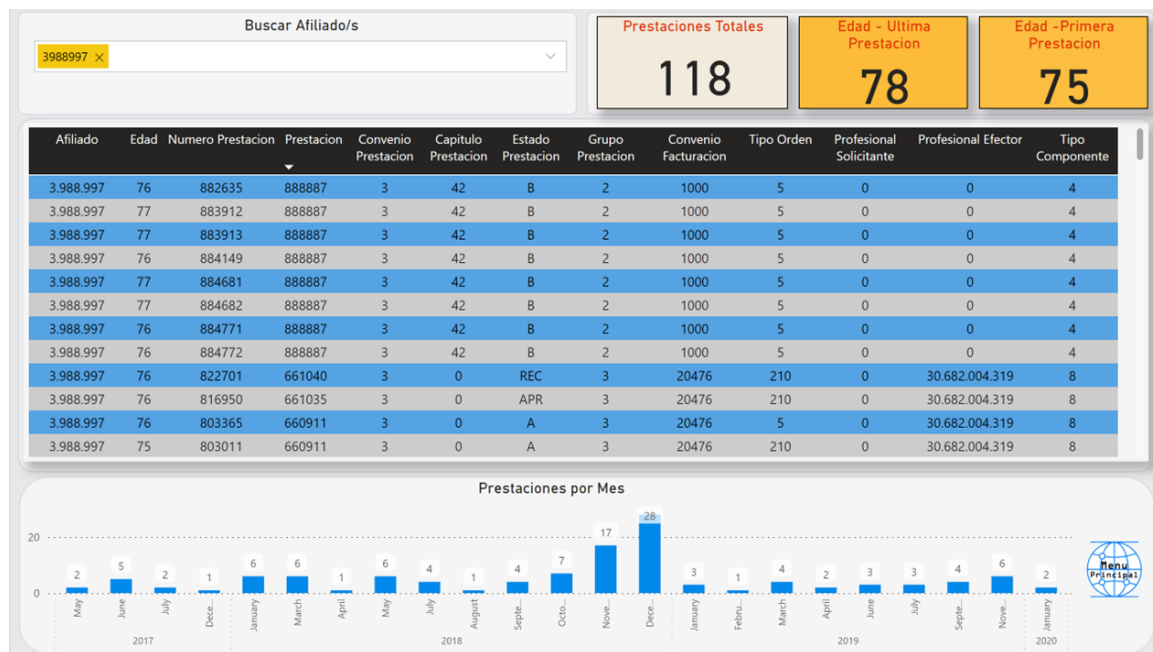 Buscar Afiliado/s
3988997 ×
Prestaciones Totales
118
Edad - Ultima
Prestacion
78
Edad -Primera
Prestacion
75
Afiliado Edad Numero Prestacion Prestacion Convenio Prestacion Capitulo Prestacion Estado Prestacion Grupo Prestacion Convenio Facturacion Tipo Orden Profesional Solicitante Profesional Efector Tipo Componente
3.988.997 76 882635 888887 3 42 B 2 1000 5 0 0 4
3.988.997 77 883912 888887 3 42 B 2 1000 5 0 0 4
3.988.997 77 883913 888887 3 42 B 2 1000 5 0 0 4
3.988.997 76 884149 888887 3 42 B 2 1000 5 0 0 4
3.988.997 77 884681 888887 3 42 B 2 1000 5 0 0 4
3.988.997 77 884682 888887 3 42 B 2 1000 5 0 0 4
3.988.997 76 884771 888887 3 42 B 2 1000 5 0 0 4
3.988.997 76 884772 888887 3 42 B 2 1000 5 0 0 4
3.988.997 76 822701 661040 3 0 REC 3 20476 210 0 30.682.004.319 8
3.988.997 76 816950 661035 3 0 APR 3 20476 210 0 30.682.004.319 8
3.988.997 76 803365 660911 3 0 A 3 20476 5 0 30.682.004.319 8
3.988.997 75 803011 660911 3 0 A 3 20476 210 0 30.682.004.319 8
Prestaciones por Mes
20
0
2 5 2 1 6 6 1 6 4 1 4 7 17 28 3 1 4 2 3 3 4 6 2
May June July Dece... January March April May July August Septe... Octo... Nove... Dece... January Febru... March April June July Septe... Nove... January
2017 2018 2019 2020
Menu
Principal